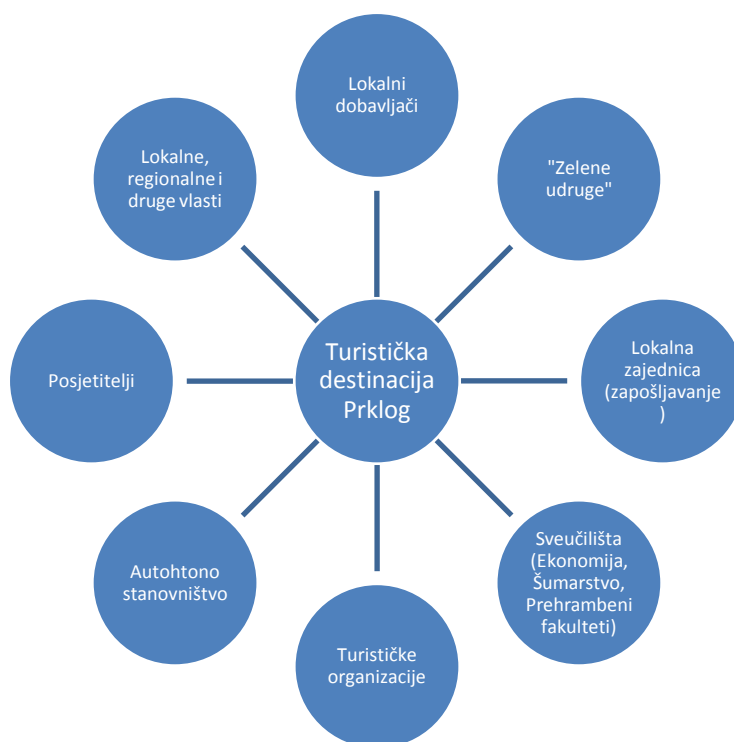 Lokalni
dobavljači
"Zelene
udruge"
Lokalna
zajednica
(zapošljavanje
)
Sveučilišta
(Ekonomija,
Šumarstvo,
Prehrambeni
fakulteti)
Turističke
organizacije
Autohtono
stanovništvo
Posjetitelji
Lokalne,
regionalne i
druge vlasti
Turistička
destinacija
Prklog